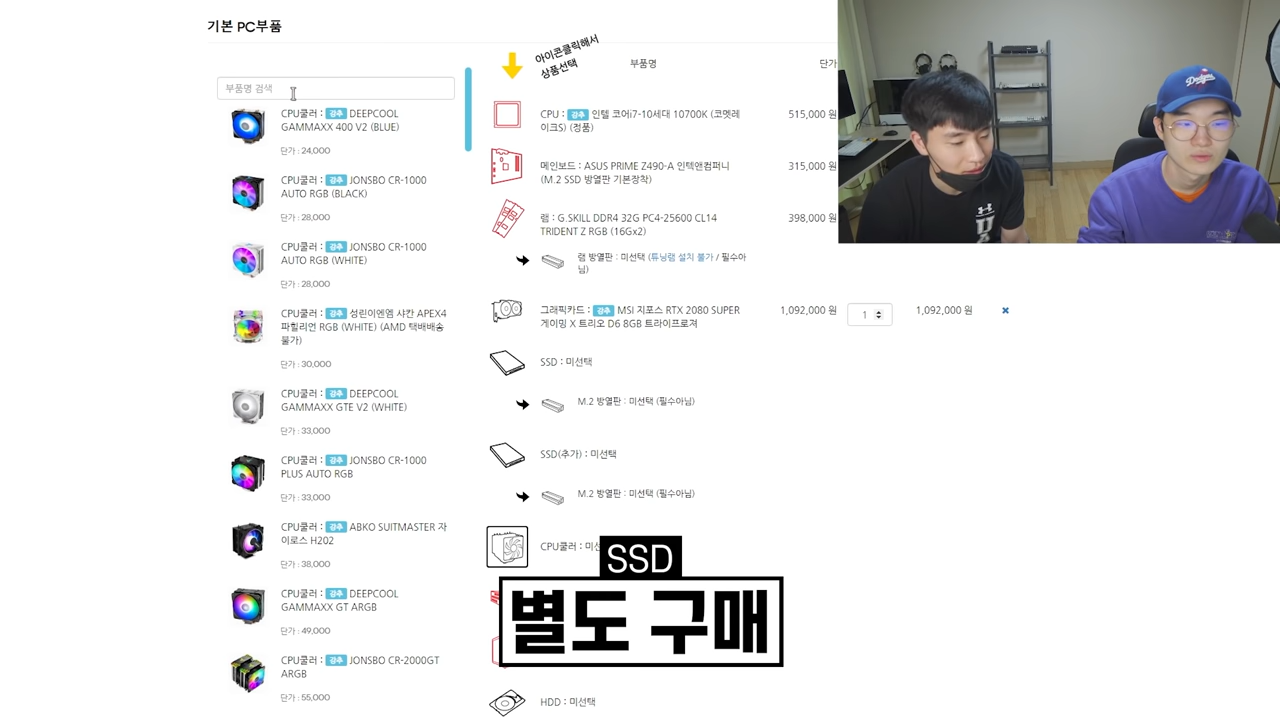 기본 PC부품
아이콘클릭해서
상품선택
부품명
단가
부품명 검색
CPU쿨러 : 강추 DEEPCOOL
GAMMAXX 400 V2 (BLUE)
단가 : 24,000
CPU쿨러 : 강추 JONSBO CR-1000
AUTO RGB (BLACK)
단가 : 28,000
CPU쿨러 : 강추 JONSBO CR-1000
AUTO RGB (WHITE)
단가 : 28,000
CPU쿨러 : 강추 성린이엔엠 샤칸 APEX4
파힐리언 RGB (WHITE) (AMD 택배배송
불가)
단가 : 30,000
CPU쿨러 : 강추 DEEPCOOL
GAMMAXX GTE V2 (WHITE)
단가 : 33,000
CPU쿨러 : 강추 JONSBO CR-1000
PLUS AUTO RGB
단가 : 33,000
CPU쿨러 : 강추 ABKO SUITMASTER 자
이로스 H202
단가 : 38,000
CPU쿨러 : 강추 DEEPCOOL
GAMMAXX GT ARGB
단가 : 49,000
CPU쿨러 : 강추 JONSBO CR-2000GT
ARGB
단가 : 55,000
CPU : 강추 인텔 코어i7-10세대 10700K (코멧레
이크S) (정품)
515,000 원
메인보드 : ASUS PRIME Z490-A 인텍앤컴퍼니
(M.2 SSD 방열판 기본장착)
315,000 원
램 : G.SKILL DDR4 32G PC4-25600 CL14
TRIDENT Z RGB (16Gx2)
398,000 원
램 방열판 : 미선택 (튜닝램 설치 불가 / 필수아
님)
그래픽카드 : 강추 MSI 지포스 RTX 2080 SUPER
게이밍 X 트리오 D6 8GB 트라이프로져
1,092,000 원
1
1,092,000 원
SSD : 미선택
M.2 방열판 : 미선택 (필수아님)
SSD(추가) : 미선택
M.2 방열판 : 미선택 (필수아님)
CPU쿨러 : 미선
SSD
별도 구매
HDD : 미선택
Dodgers